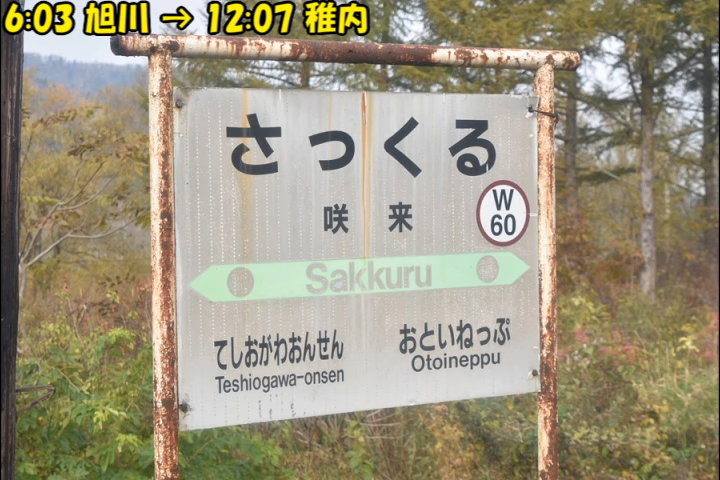 6:03 旭川 → 12:07 稚内
さっくる
咲来
W
60
Sakkuru
てしおがわおんせん
Teshiogawa-onsen
おといねっぷ
Otoineppu